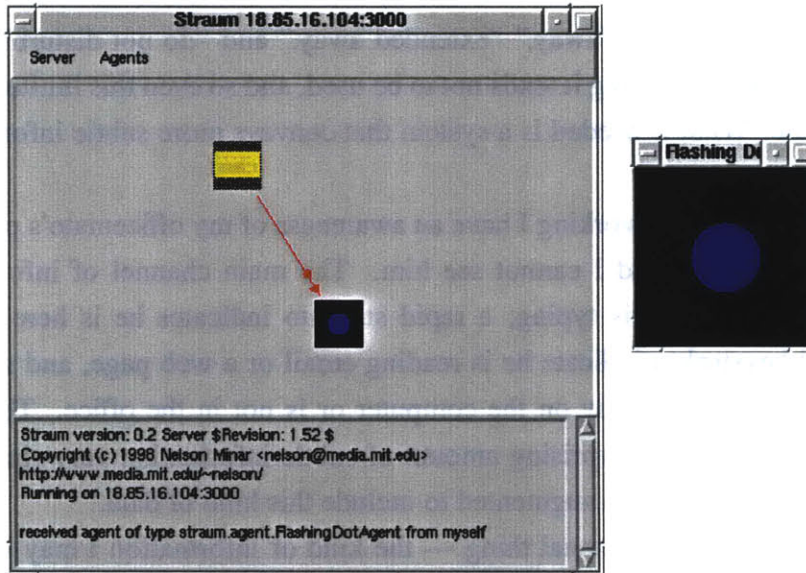 Straum 18.85.16.104:3000
Server Agents
Flashing D
Straum version: 0.2 Server $Revision: 1.52 $
Copyright (c) 1998 Nelson Minar <nelson@media.mit.edu>
http://www.media.mit.edu/~nelson/
Running on 18.85.16.104:3000
received agent of type straum.agent.FlashingDotAgent from myself